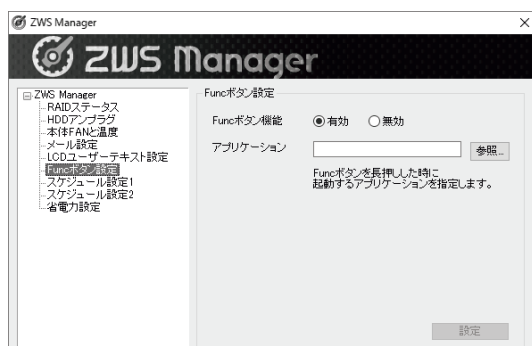 ZWS Manager
ZWS Manager
ZWS Manager
RAIDステータス
HDDアンプラグ
本体FANと温度
メール設定
LCDユーザーテキスト設定
Funcボタン設定
スケジュール設定1
スケジュール設定2
省電力設定
Funcボタン設定
Funcボタン機能 有効 無効
アプリケーション 参照...
Funcボタンを長押しした時に
起動するアプリケーションを指定します。
設定